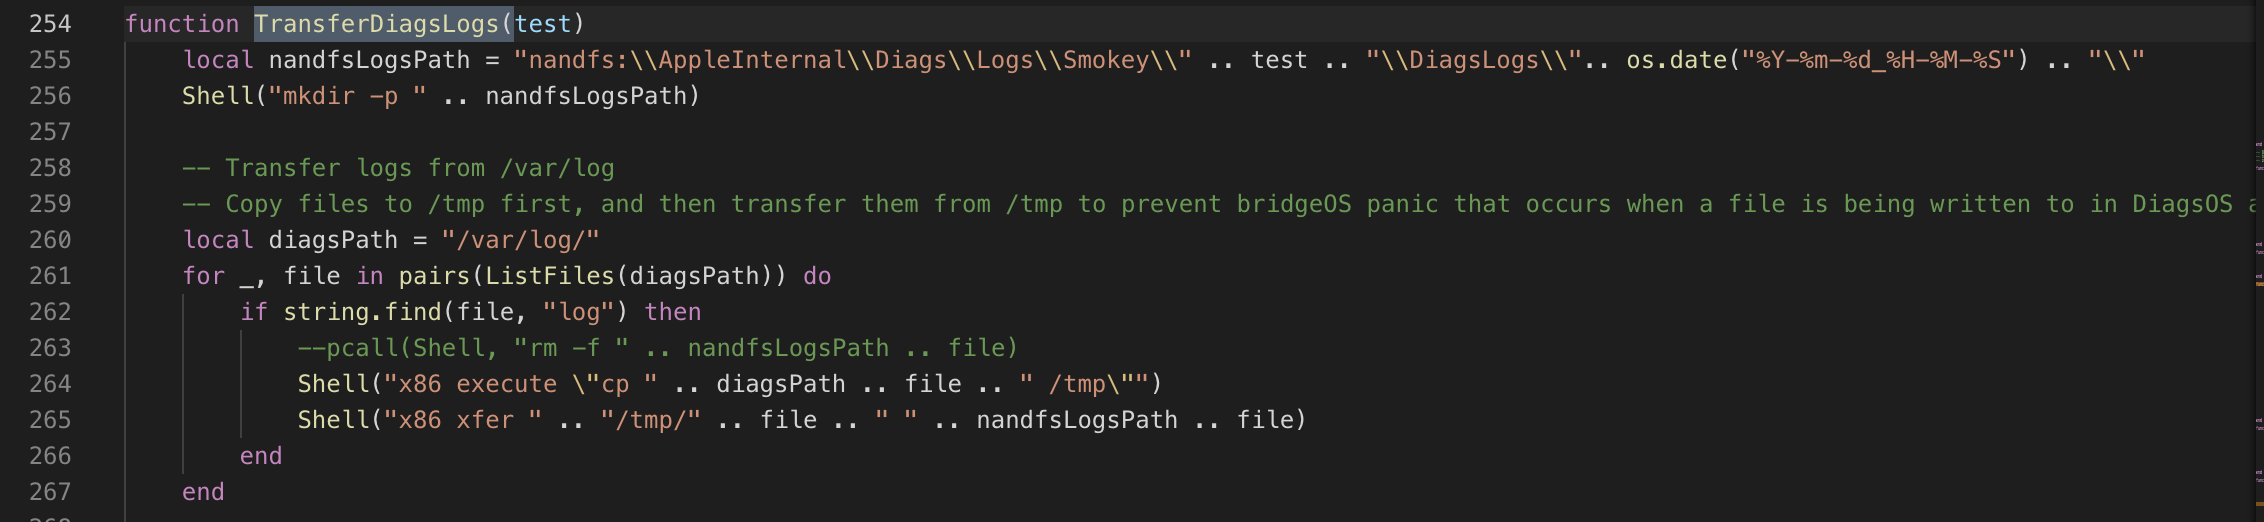 254 function TransferDiagsLogs(test)
255 local nandfsLogsPath = "nandfs:\\AppleInternal\\Diags\\Logs\\Smokey\\" .. test .. "\\DiagsLogs\\".. os.date("%Y-%m-%d_%H-%M-%S") .. "\\"
256 Shell("mkdir -p " .. nandfsLogsPath)
257
258 -- Transfer logs from /var/log
259 -- Copy files to /tmp first, and then transfer them from /tmp to prevent bridgeOS panic that occurs when a file is being written to in DiagsOS
260 local diagsPath = "/var/log/"
261 for _, file in pairs(ListFiles(diagsPath)) do
262 if string.find(file, "log") then
263 --pcall(Shell, "rm -f " .. nandfsLogsPath .. file)
264 Shell("x86 execute \"cp " .. diagsPath .. file .. " /tmp\"")
265 Shell("x86 xfer " .. "/tmp/" .. file .. " " .. nandfsLogsPath .. file)
266 end
267 end